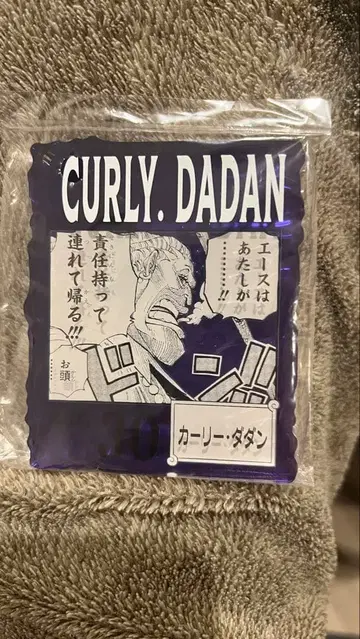 CURLY. DADAN
エースは
あたしが
………!!
責任持って
連れて帰る!!!
お頭
……
カーリー・ダダン